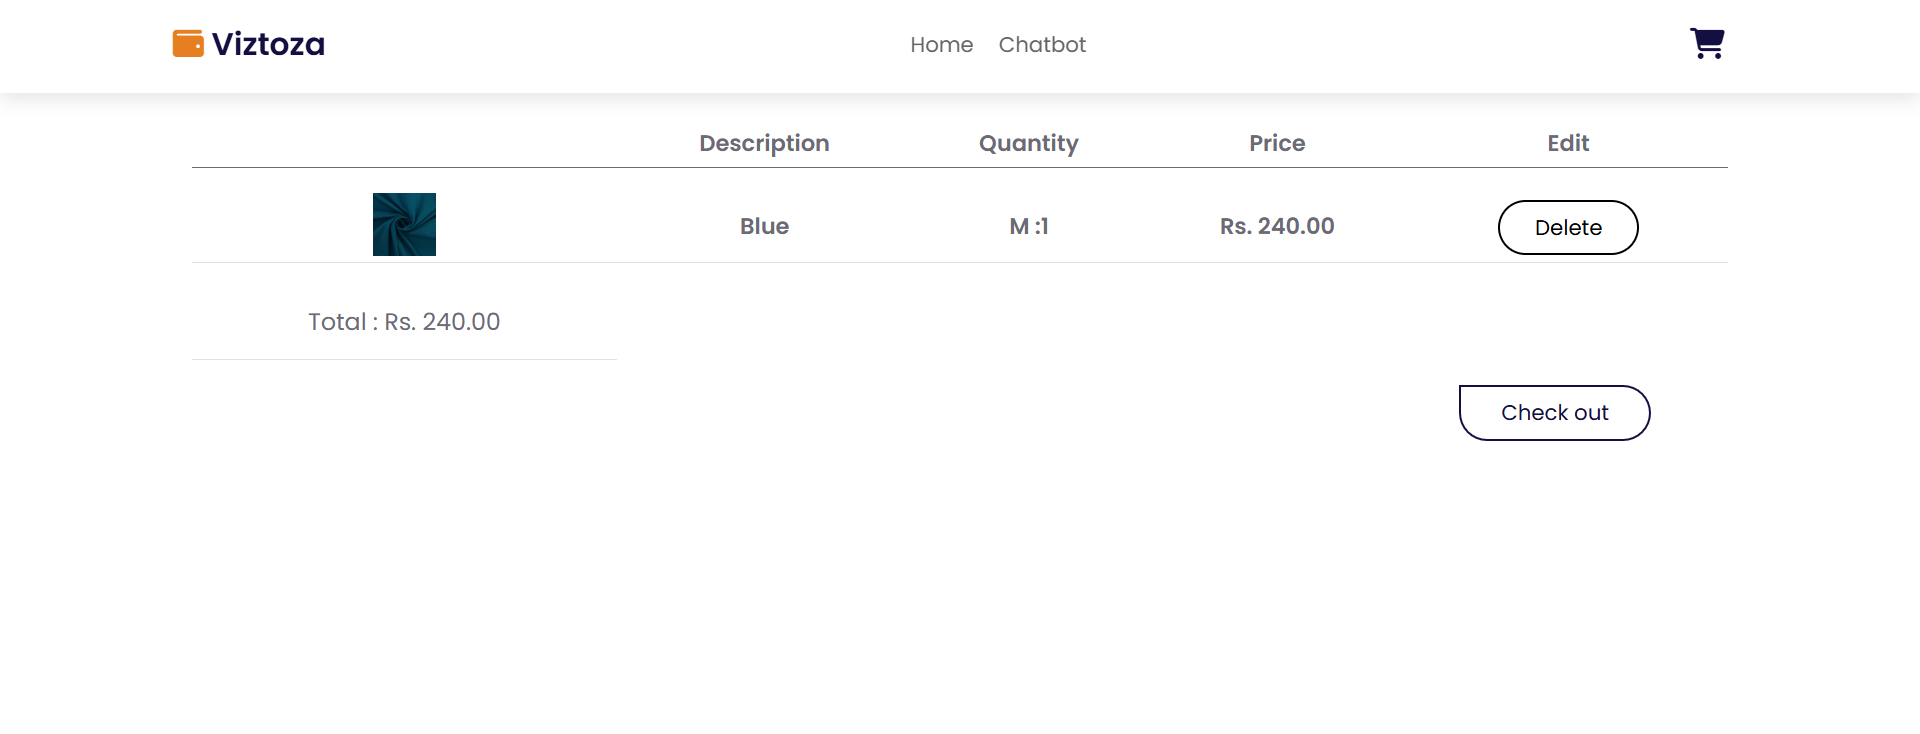 Viztoza Home Chatbot
Description Quantity Price Edit
Blue M :1 Rs. 240.00 Delete
Total : Rs. 240.00
Check out